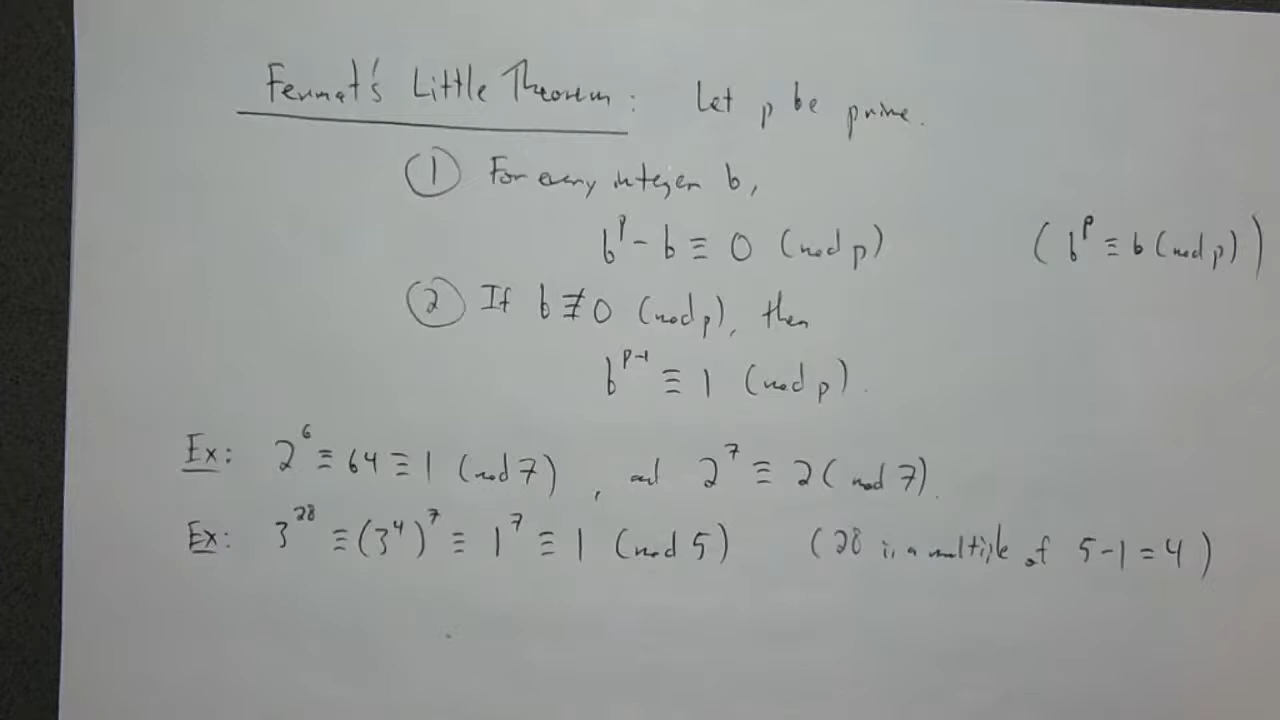 Fermat's Little Theorem: Let p be prime.
① For every integer b,
b^p - b ≡ 0 (mod p) (b^p ≡ b (mod p))
② If b ≢ 0 (mod p), then
b^(p-1) ≡ 1 (mod p).
Ex: 2^6 ≡ 64 ≡ 1 (mod 7), and 2^7 ≡ 2 (mod 7).
Ex: 3^28 ≡ (3^4)^7 ≡ 1^7 ≡ 1 (mod 5) (28 is a multiple of 5-1=4)